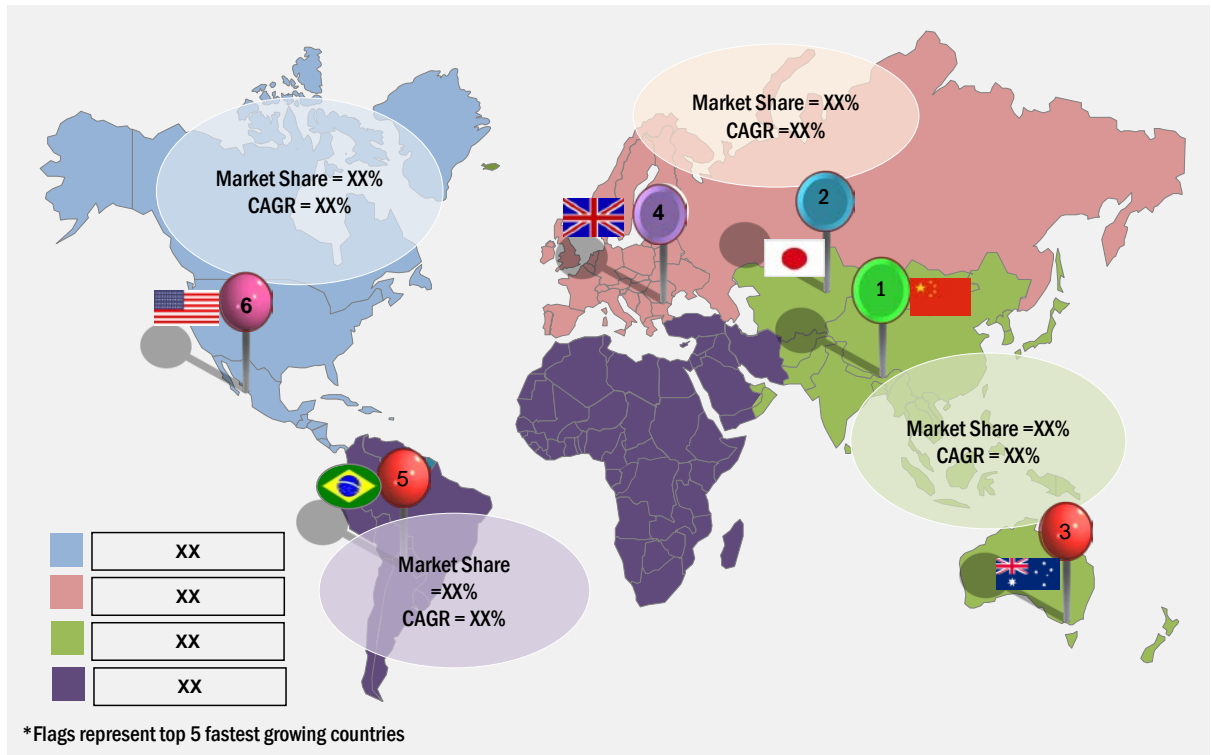 Market Share = XX%
CAGR =XX%
Market Share = XX%
CAGR = XX%
2
4
1
6
Market Share =XX%
CAGR = XX%
5
3
Market Share
=XX%
CAGR = XX%
XX
XX
XX
XX
*Flags represent top 5 fastest growing countries